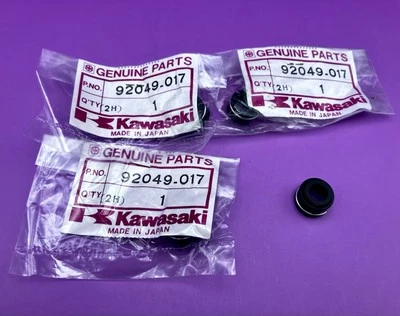 GENUINE PARTS
P.NO. 92049-017
Q'TY (2H) 1
Kawasaki
MADE IN JAPAN
GENUINE PARTS
P.NO. 92049-017
Q'TY (2H) 1
Kawasaki
MADE IN JAPAN
GENUINE PARTS
P.NO. 92049-017
Q'TY (2H) 1
Kawasaki
MADE IN JAPAN